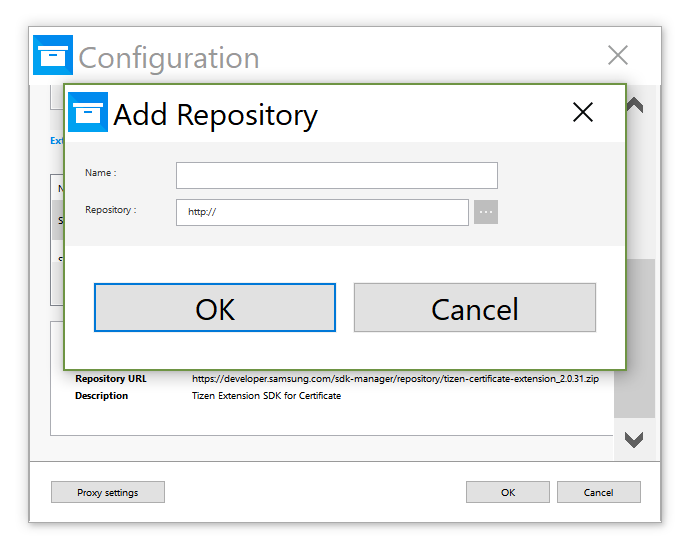 Configuration
Add Repository
Ext
Name :
Repository : http:// ...
OK Cancel
Repository URL https://developer.samsung.com/sdk-manager/repository/tizen-certificate-extension_2.0.31.zip
Description Tizen Extension SDK for Certificate
Proxy settings OK Cancel